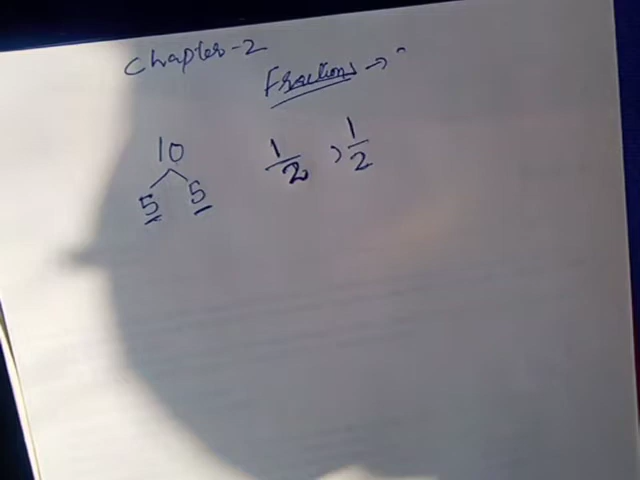 Chapter-2
Fractions →
10
5 5
1/2 , 1/2